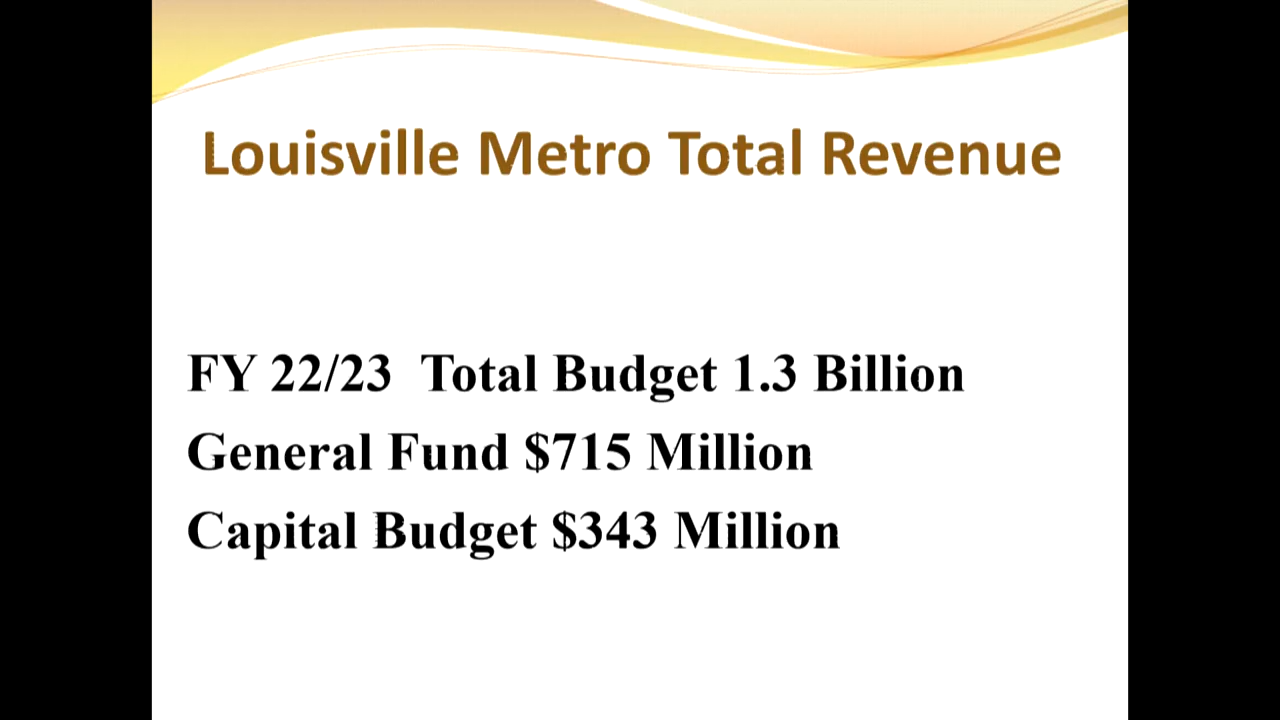 Louisville Metro Total Revenue
FY 22/23  Total Budget 1.3 Billion
General Fund $715 Million
Capital Budget $343 Million